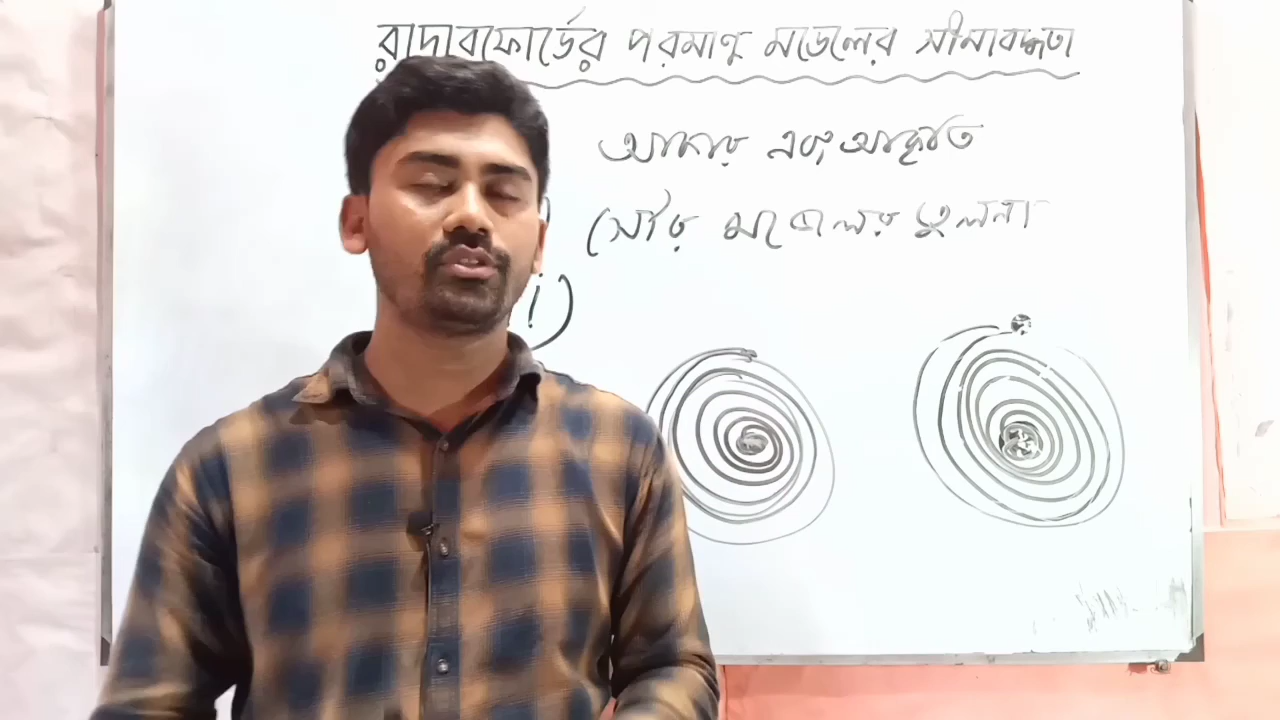 রাদারফোর্ডের পরমাণু মডেলের সীমাবদ্ধতা
আকার এবং আকৃতি
সৌর মডেলের তুলনা
i)